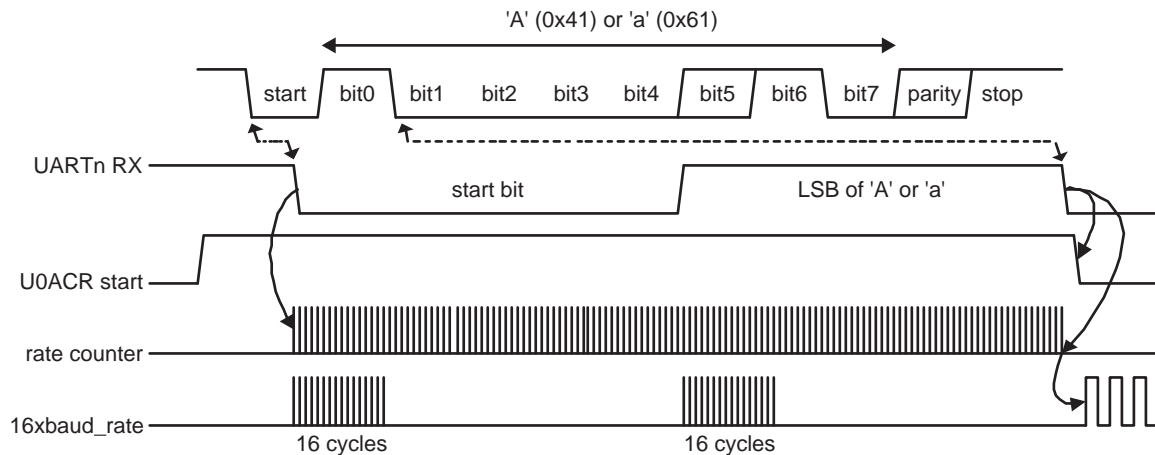 'A' (0x41) or 'a' (0x61)
start bit0 bit1 bit2 bit3 bit4 bit5 bit6 bit7 parity stop
UARTn RX
start bit LSB of 'A' or 'a'
U0ACR start
rate counter
16xbaud_rate
16 cycles 16 cycles